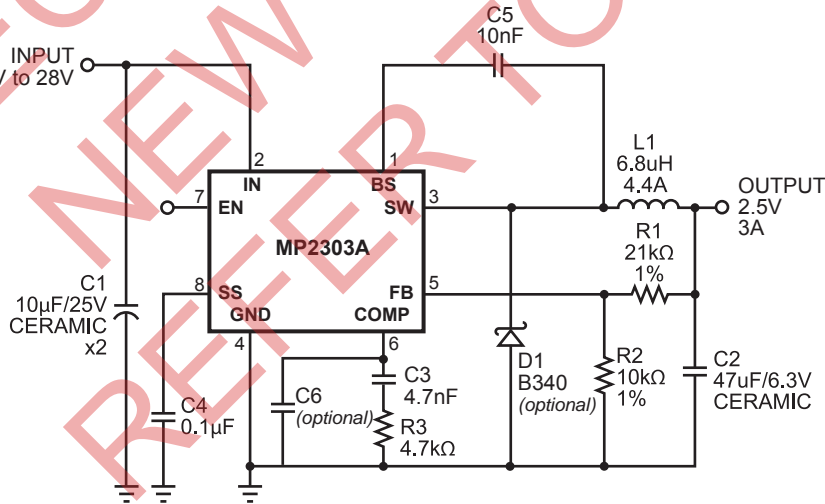 C5
10nF
INPUT
V to 28V
L1
6.8uH
4.4A
OUTPUT
2.5V
3A
2
1
IN
BS
7
EN
SW
3
MP2303A
R1
21kΩ
1%
C1
10µF/25V
CERAMIC
x2
8
SS
FB
5
GND
COMP
4
6
D1
B340
(optional)
R2
10kΩ
1%
C2
47uF/6.3V
CERAMIC
C4
0.1µF
C6
(optional)
C3
4.7nF
R3
4.7kΩ
NEW
REFER TO